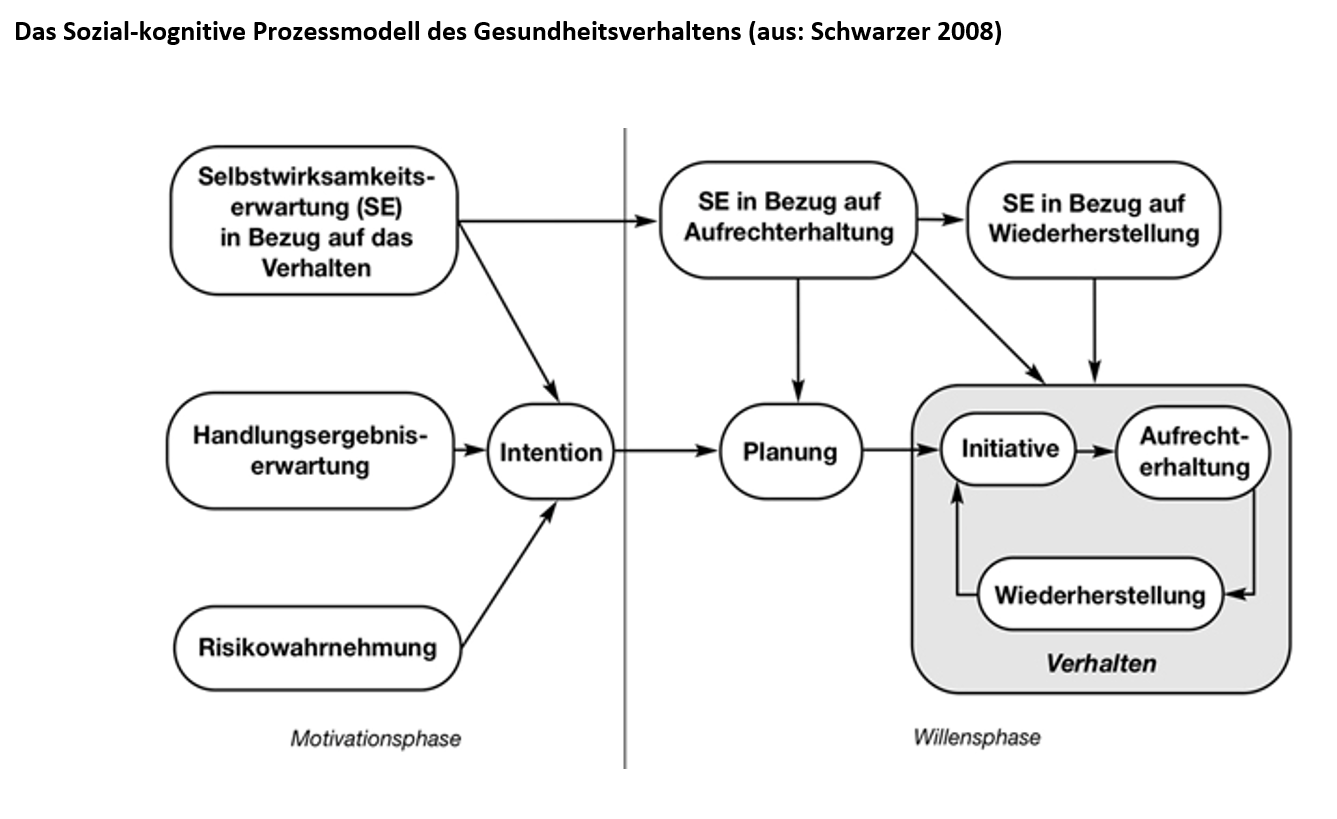 Das Sozial-kognitive Prozessmodell des Gesundheitsverhaltens (aus: Schwarzer 2008)
Selbstwirksamkeits-
erwartung (SE)
in Bezug auf das
Verhalten
SE in Bezug auf
Aufrechterhaltung
SE in Bezug auf
Wiederherstellung
Handlungsergebnis-
erwartung
Intention
Planung
Initiative
Aufrecht-
erhaltung
Wiederherstellung
Verhalten
Risikowahrnehmung
Motivationsphase
Willensphase